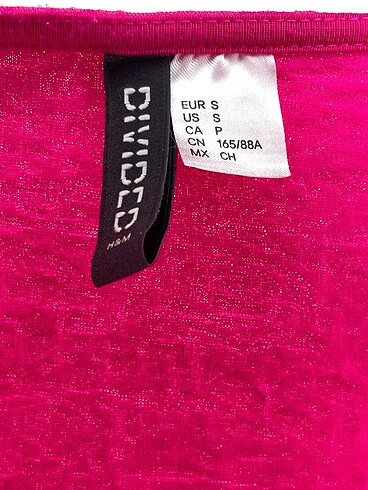 DIVIDED
H&M
EUR S
US S
CA P
CN 165/88A
MX CH